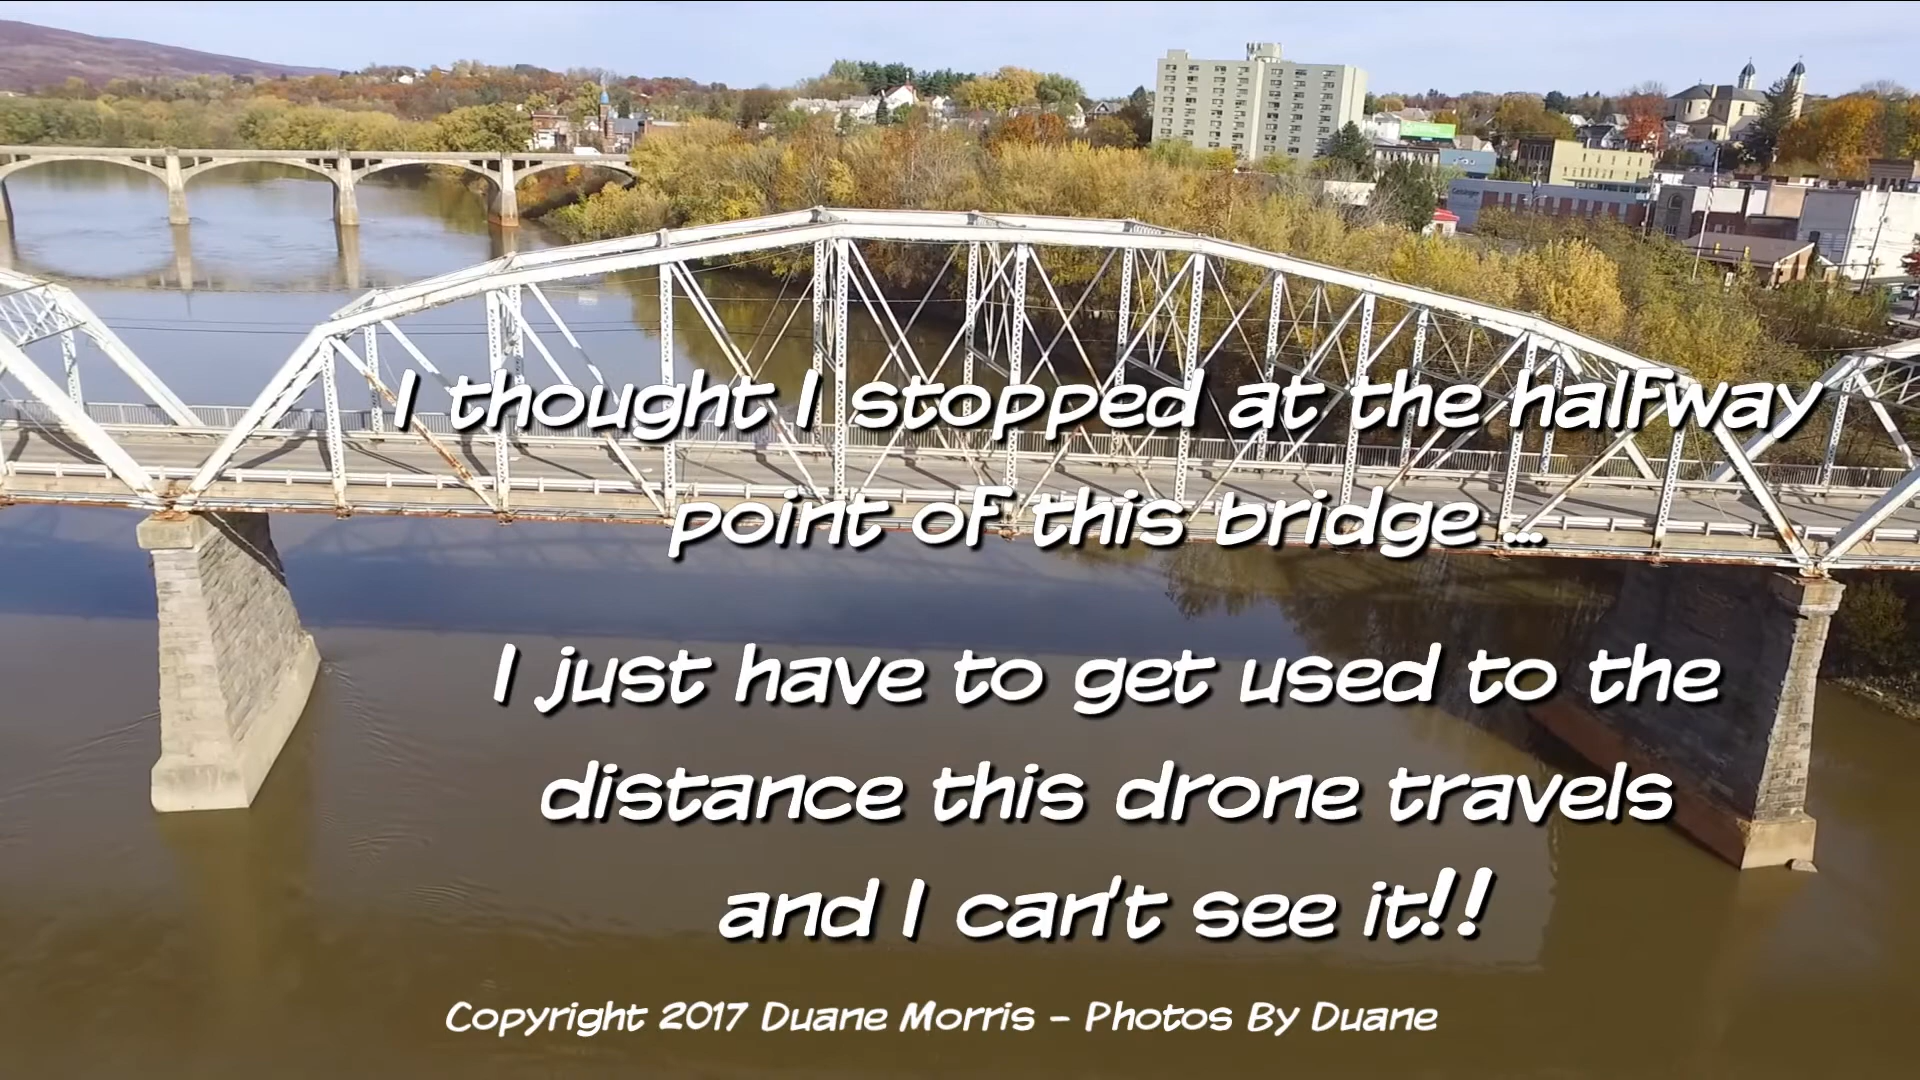 Geisinger
I thought I stopped at the halfway
point of this bridge ...
I just have to get used to the
distance this drone travels
and I can't see it!!
Copyright 2017 Duane Morris - Photos By Duane